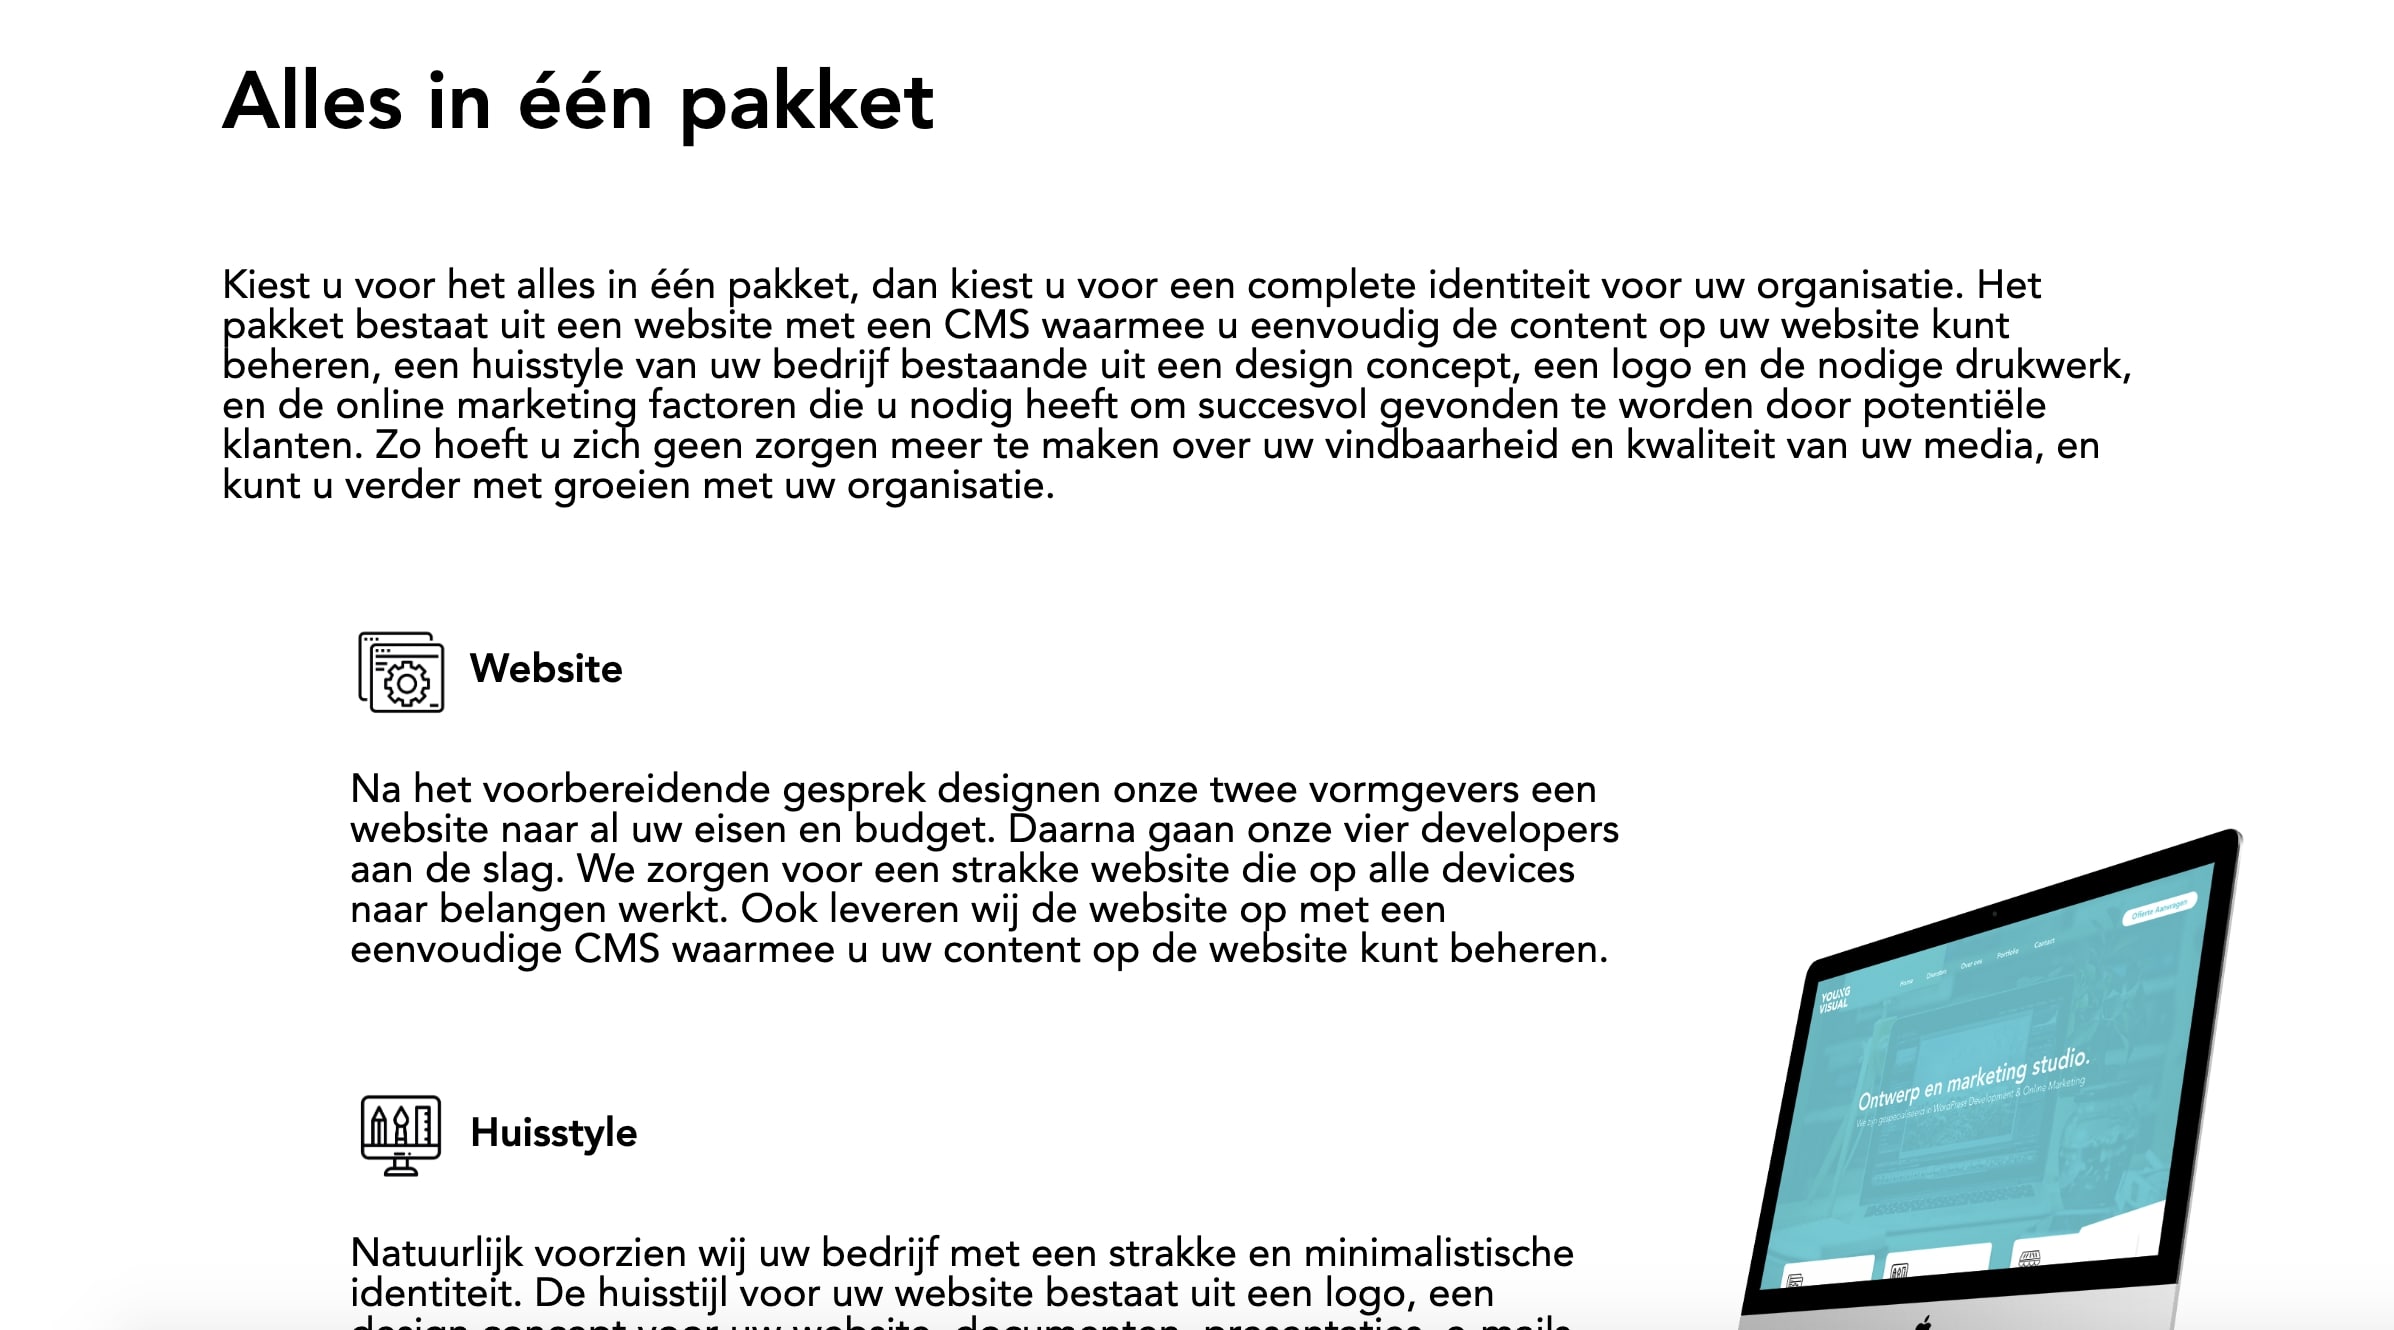 Alles in één pakket
Kiest u voor het alles in één pakket, dan kiest u voor een complete identiteit voor uw organisatie. Het
pakket bestaat uit een website met een CMS waarmee u eenvoudig de content op uw website kunt
beheren, een huisstyle van uw bedrijf bestaande uit een design concept, een logo en de nodige drukwerk,
en de online marketing factoren die u nodig heeft om succesvol gevonden te worden door potentiële
klanten. Zo hoeft u zich geen zorgen meer te maken over uw vindbaarheid en kwaliteit van uw media, en
kunt u verder met groeien met uw organisatie.
Website
Na het voorbereidende gesprek designen onze twee vormgevers een
website naar al uw eisen en budget. Daarna gaan onze vier developers
aan de slag. We zorgen voor een strakke website die op alle devices
naar belangen werkt. Ook leveren wij de website op met een
eenvoudige CMS waarmee u uw content op de website kunt beheren.
Huisstyle
Natuurlijk voorzien wij uw bedrijf met een strakke en minimalistische
identiteit. De huisstijl voor uw website bestaat uit een logo, een
design concept voor uw website, documenten, presentaties, e-mails
Offerte Aanvragen
Home Diensten Over ons Portfolio Contact
YOUNG
VISUAL
Ontwerp en marketing studio.
We zijn gespecialiseerd in WordPress Development & Online Marketing